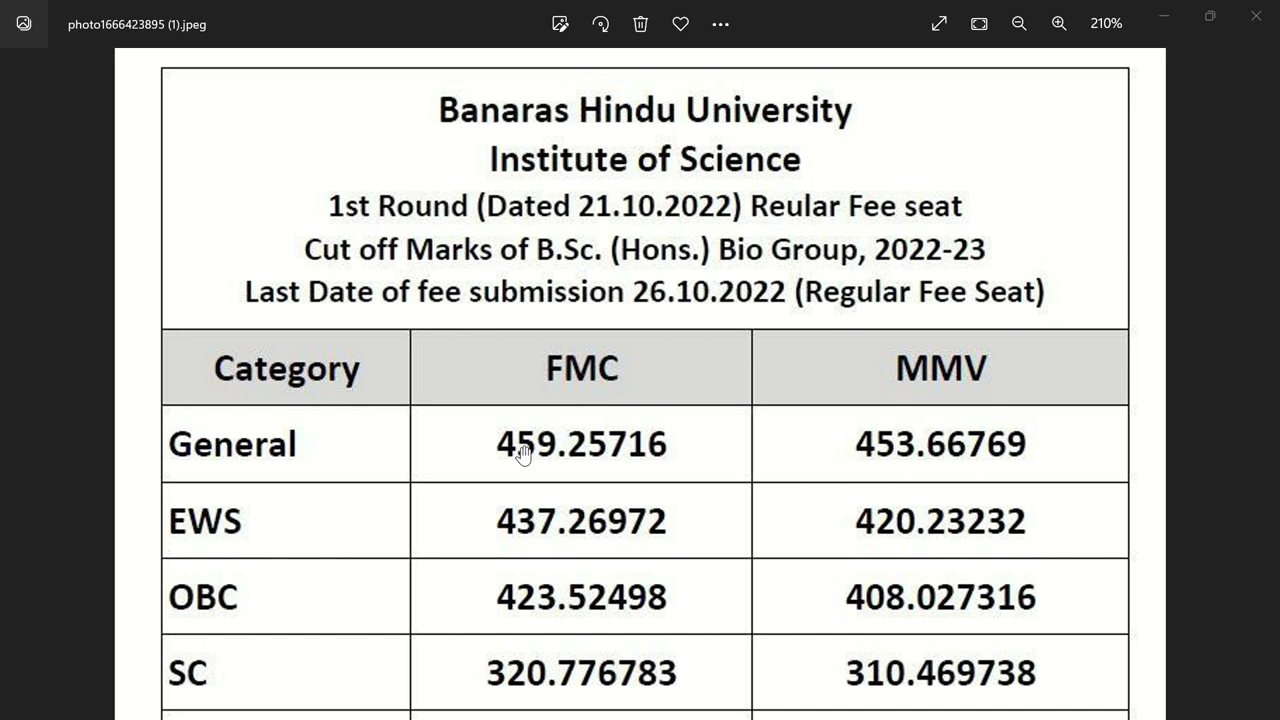 photo1666423895 (1).jpeg
210%
Banaras Hindu University
Institute of Science
1st Round (Dated 21.10.2022) Reular Fee seat
Cut off Marks of B.Sc. (Hons.) Bio Group, 2022-23
Last Date of fee submission 26.10.2022 (Regular Fee Seat)
Category FMC MMV
General 459.25716 453.66769
EWS 437.26972 420.23232
OBC 423.52498 408.027316
SC 320.776783 310.469738